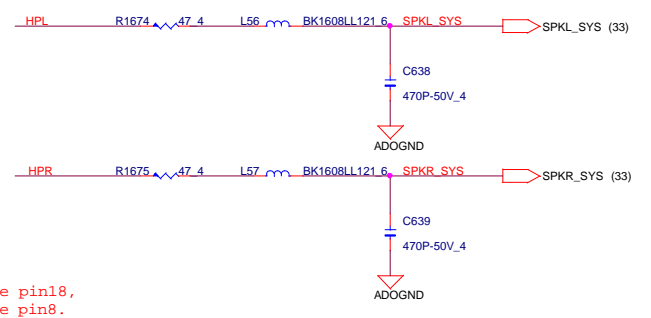 HPL R1674 47_4 L56 BK1608LL121_6 SPKL_SYS SPKL_SYS (33)
C638
470P-50V_4
ADOGND
HPR R1675 47_4 L57 BK1608LL121_6 SPKR_SYS SPKR_SYS (33)
C639
470P-50V_4
ADOGND
e pin18,
e pin8.